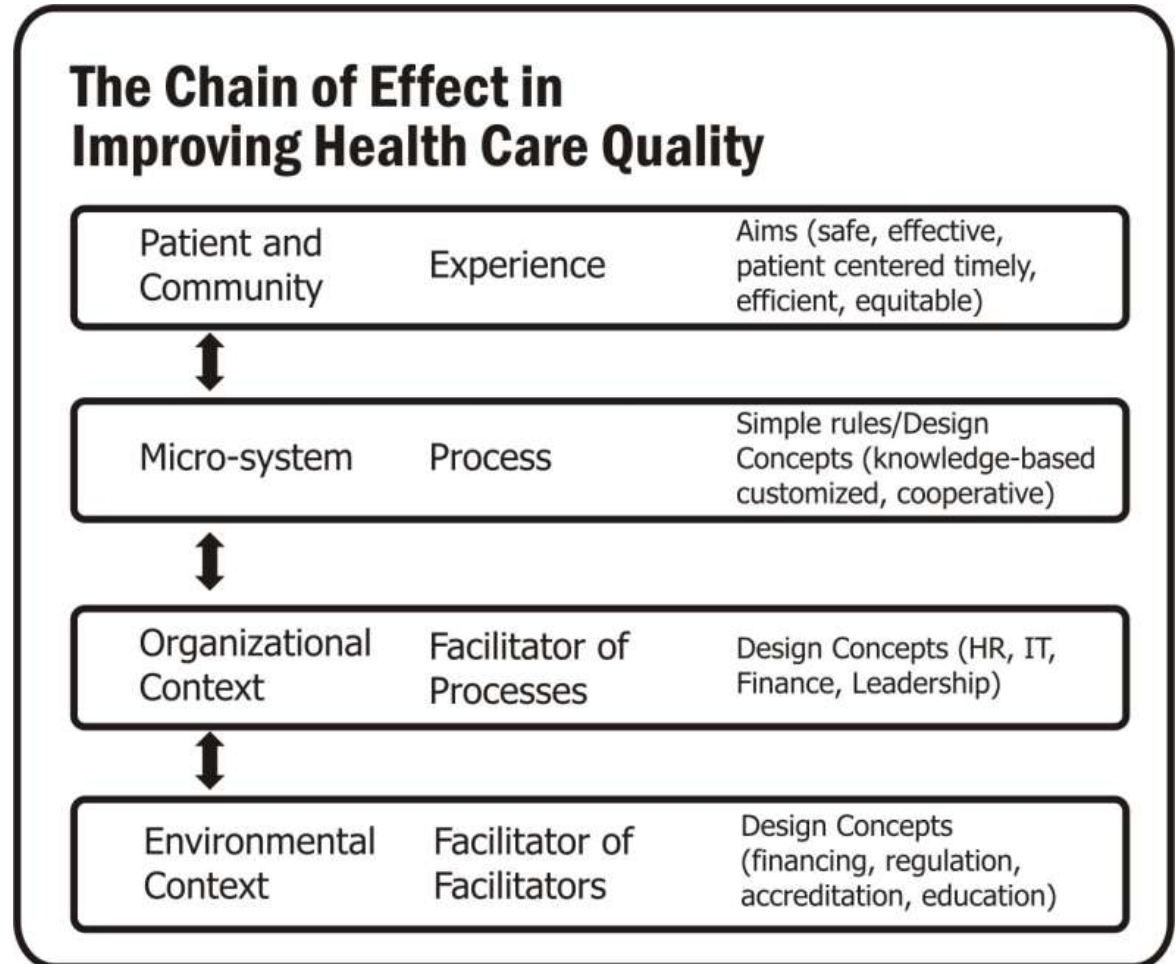 The Chain of Effect in
Improving Health Care Quality
Patient and
Community
Experience
Aims (safe, effective,
patient centered timely,
efficient, equitable)
Micro-system
Process
Simple rules/Design
Concepts (knowledge-based
customized, cooperative)
Organizational
Context
Facilitator of
Processes
Design Concepts (HR, IT,
Finance, Leadership)
Environmental
Context
Facilitator of
Facilitators
Design Concepts
(financing, regulation,
accreditation, education)